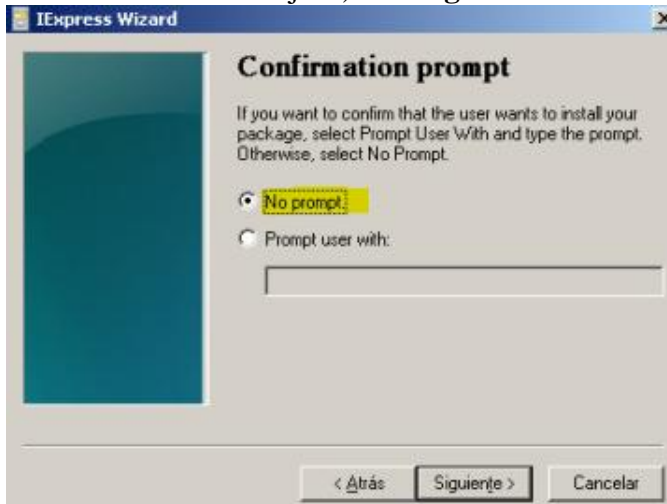 IExpress Wizard
Confirmation prompt
If you want to confirm that the user wants to install your
package, select Prompt User With and type the prompt.
Otherwise, select No Prompt.
No prompt.
Prompt user with:
< Atrás
Siguiente >
Cancelar